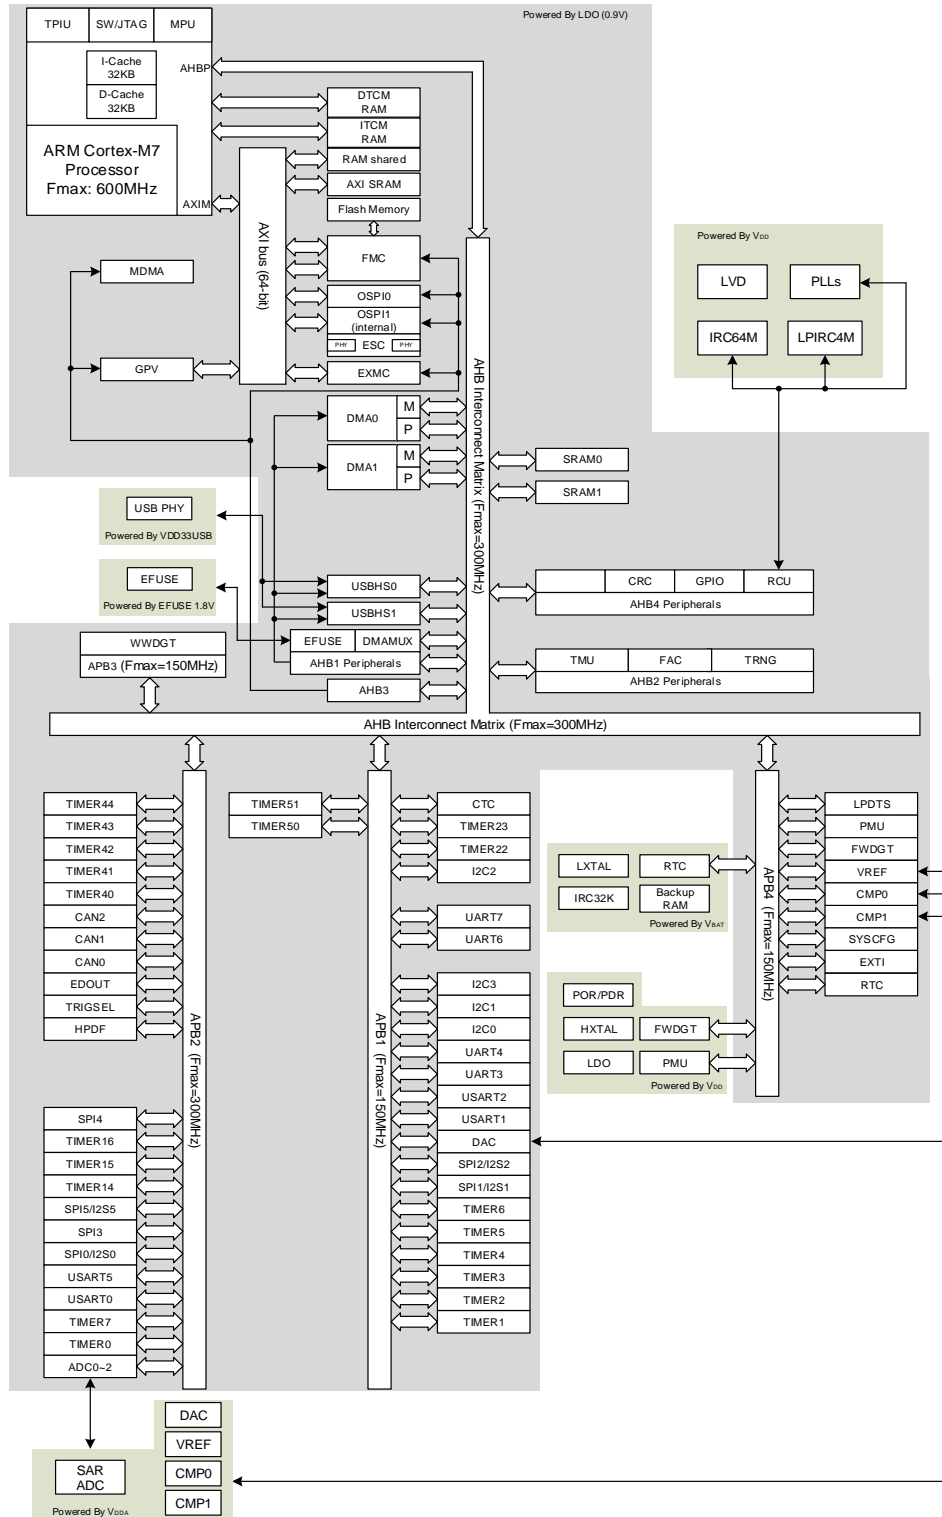 Powered By LDO (0.9V)
TPIU
SW/JTAG
MPU
I-Cache
32KB
D-Cache
32KB
AHBP
ARM Cortex-M7
Processor
Fmax: 600MHz
AXIM
DTCM
RAM
ITCM
RAM
RAM shared
AXI SRAM
Flash Memory
AXI bus (64-bit)
FMC
OSPI0
OSPI1
(internal)
PHY
ESC
PHY
EXMC
MDMA
GPV
DMA0
M
P
DMA1
M
P
AHB Interconnect Matrix (Fmax=300MHz)
Powered By VDD
LVD
PLLs
IRC64M
LPIRC4M
SRAM0
SRAM1
USB PHY
Powered By VDD33USB
EFUSE
Powered By EFUSE 1.8V
USBHS0
USBHS1
EFUSE
DMAMUX
AHB1 Peripherals
AHB3
CRC
GPIO
RCU
AHB4 Peripherals
TMU
FAC
TRNG
AHB2 Peripherals
WWDGT
APB3 (Fmax=150MHz)
AHB Interconnect Matrix (Fmax=300MHz)
TIMER44
TIMER43
TIMER42
TIMER41
TIMER40
CAN2
CAN1
CAN0
EDOUT
TRIGSEL
HPDF
SPI4
TIMER16
TIMER15
TIMER14
SPI5/I2S5
SPI3
SPI0/I2S0
USART5
USART0
TIMER7
TIMER0
ADC0~2
APB2 (Fmax=300MHz)
TIMER51
TIMER50
APB1 (Fmax=150MHz)
CTC
TIMER23
TIMER22
I2C2
UART7
UART6
I2C3
I2C1
I2C0
UART4
UART3
USART2
USART1
DAC
SPI2/I2S2
SPI1/I2S1
TIMER6
TIMER5
TIMER4
TIMER3
TIMER2
TIMER1
LXTAL
RTC
IRC32K
Backup
RAM
Powered By VBAT
POR/PDR
HXTAL
FWDGT
LDO
PMU
Powered By VDD
APB4 (Fmax=150MHz)
LPDTS
PMU
FWDGT
VREF
CMP0
CMP1
SYSCFG
EXTI
RTC
DAC
VREF
CMP0
CMP1
SAR
ADC
Powered By VDDA